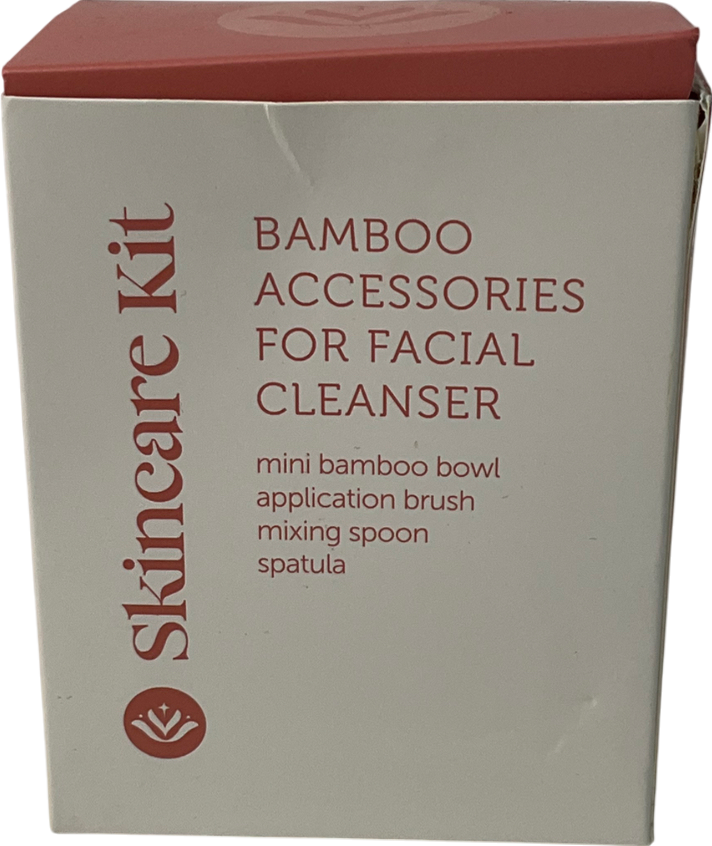 Skincare Kit
BAMBOO
ACCESSORIES
FOR FACIAL
CLEANSER
mini bamboo bowl
application brush
mixing spoon
spatula